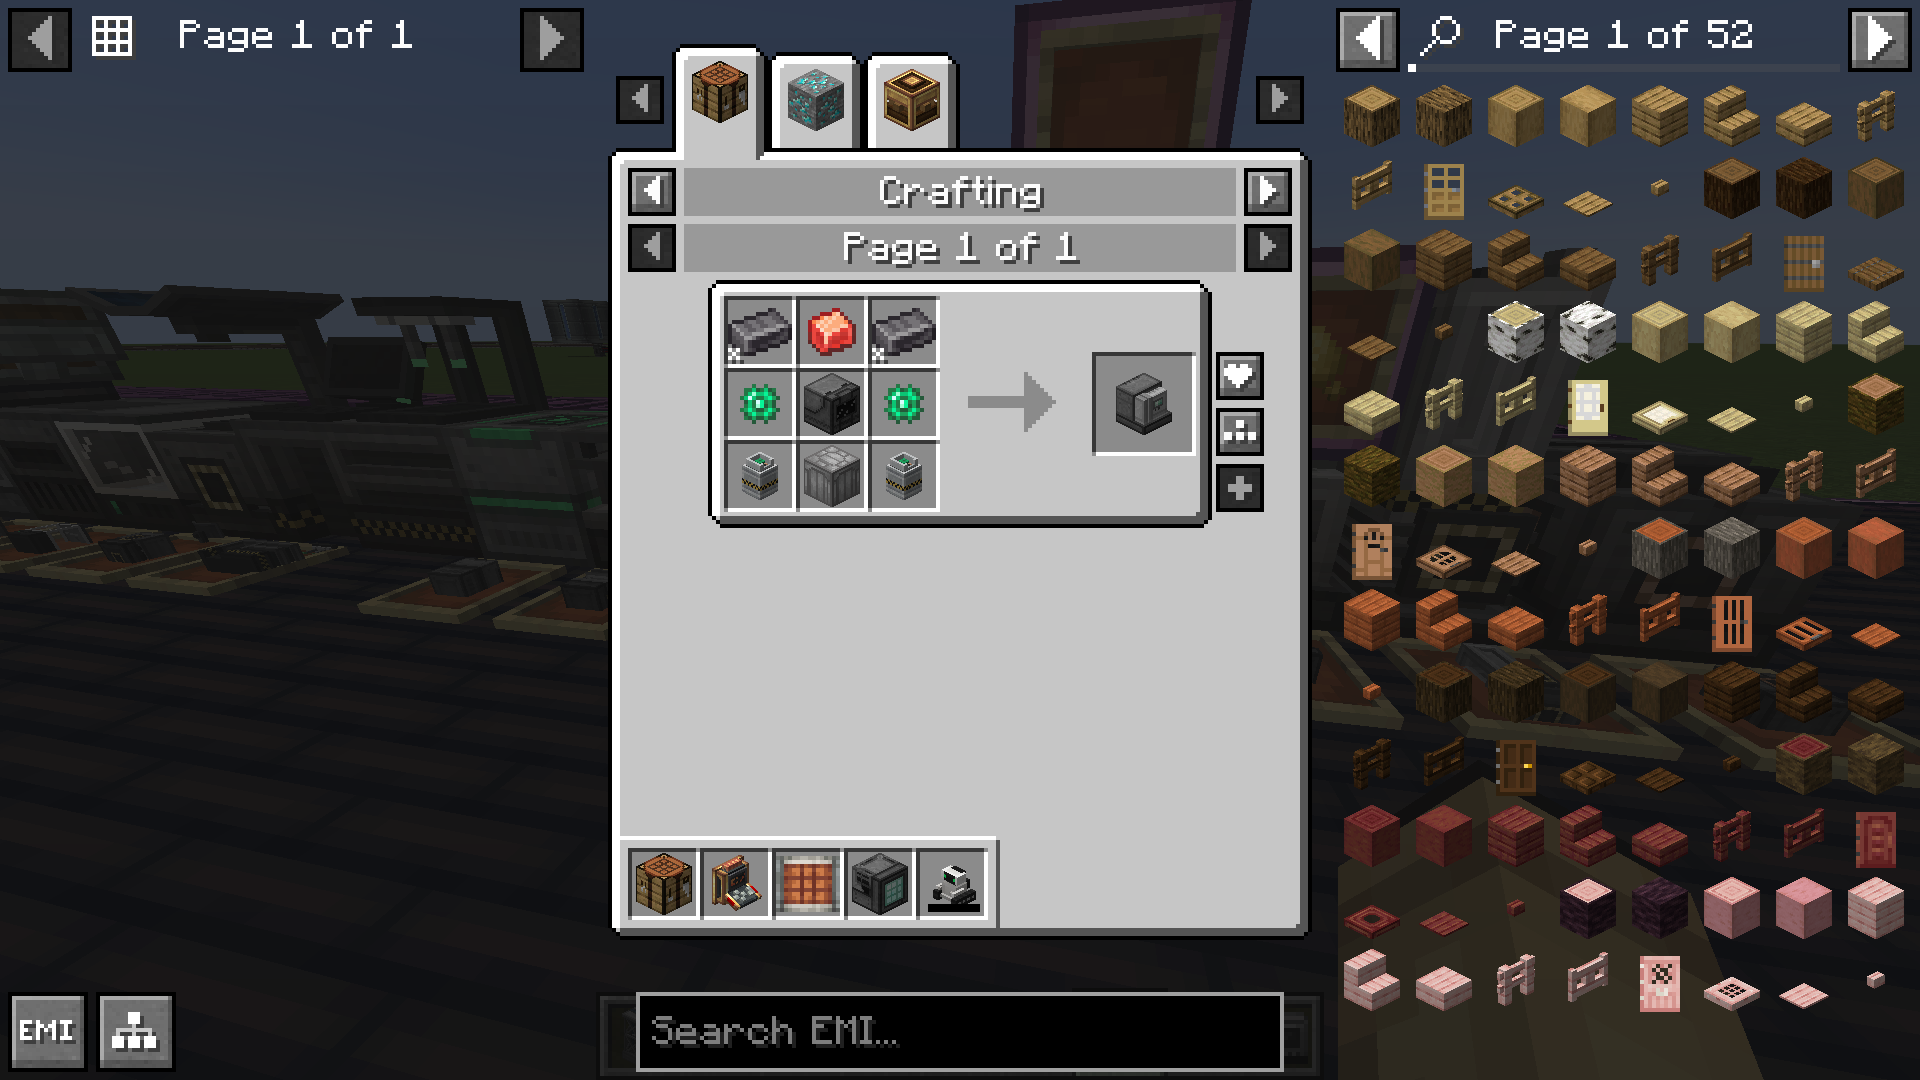 Page 1 of 1
Page 1 of 52
Crafting
Page 1 of 1
EMI
Search EMI...